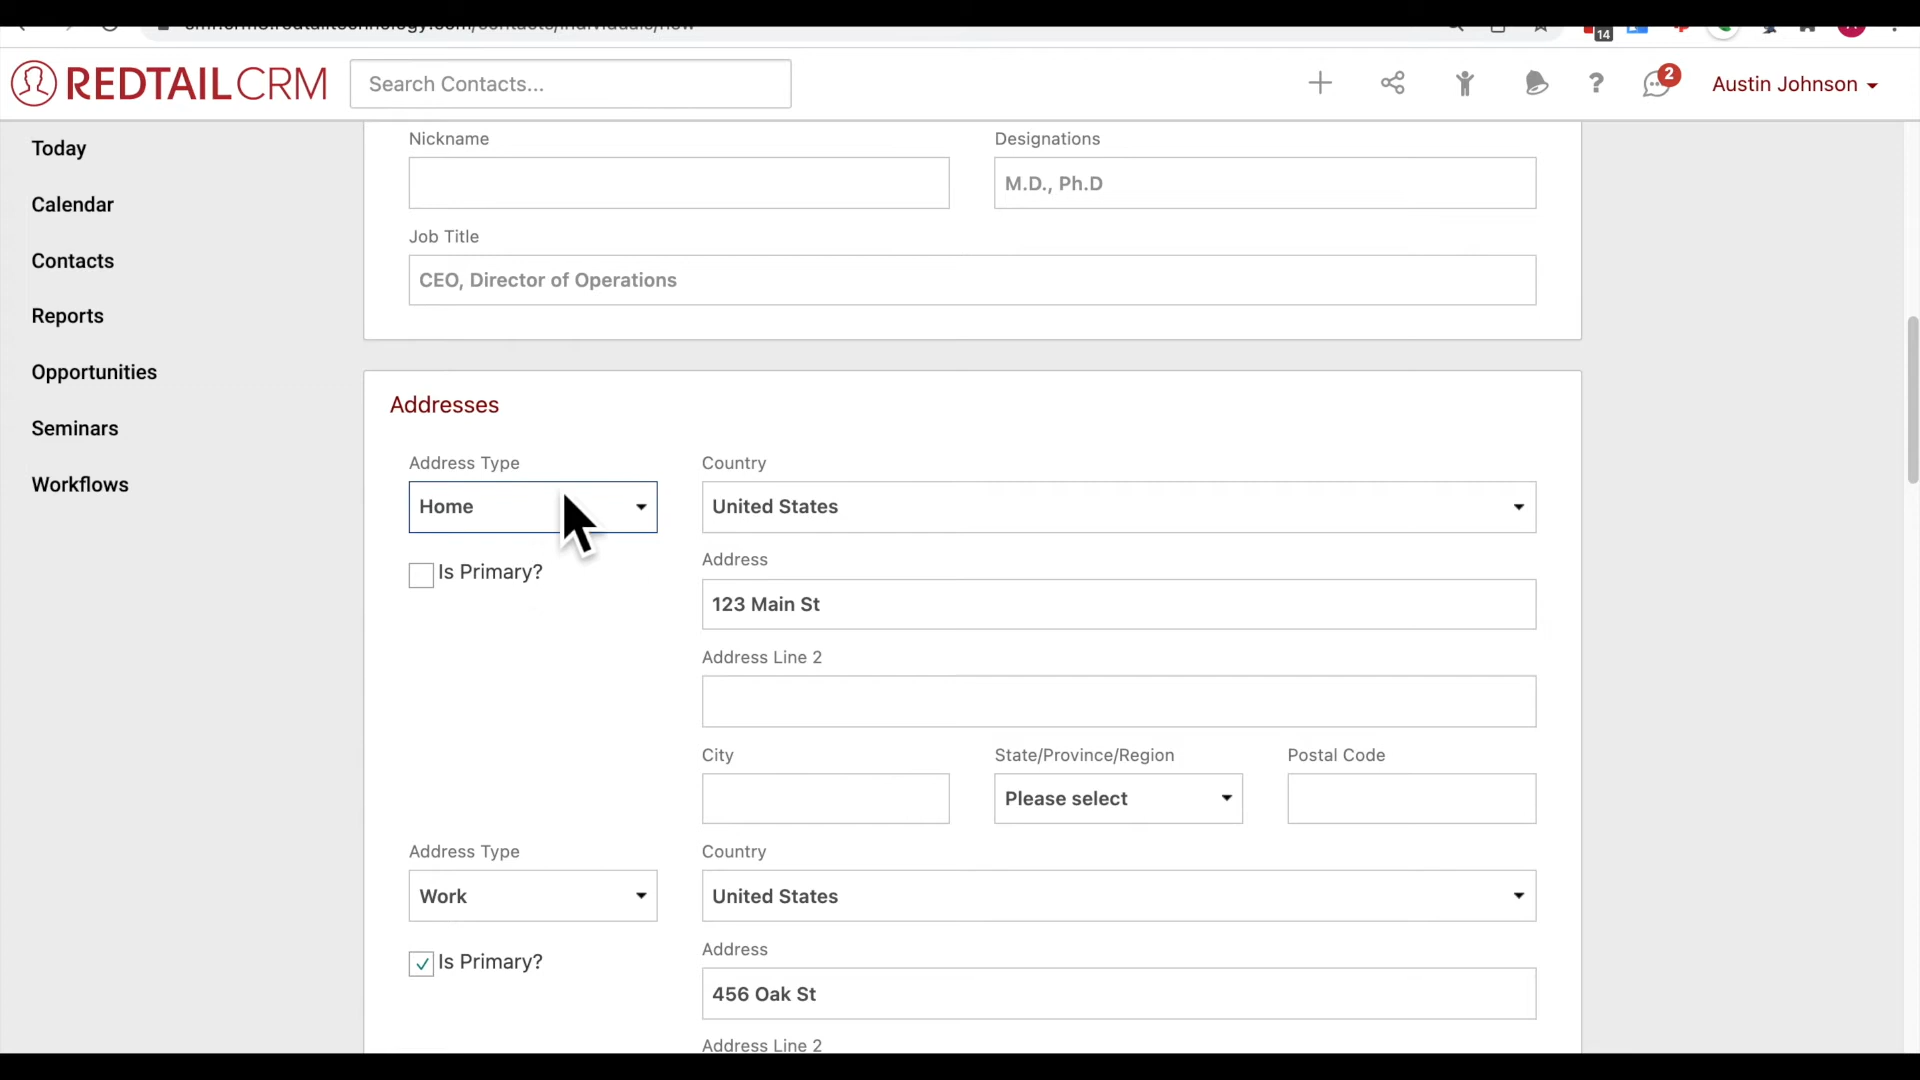 14
REDTAILCRM
Search Contacts...
?
2
Austin Johnson
Today
Calendar
Contacts
Reports
Opportunities
Seminars
Workflows
Nickname
Designations
M.D., Ph.D
Job Title
CEO, Director of Operations
Addresses
Address Type
Country
Home
United States
Is Primary?
Address
123 Main St
Address Line 2
City
State/Province/Region
Postal Code
Please select
Address Type
Country
Work
United States
Is Primary?
Address
456 Oak St
Address Line 2